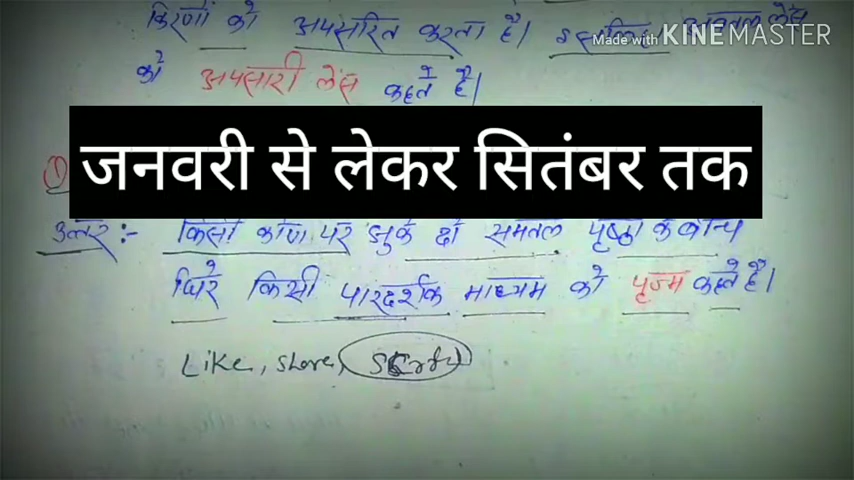 किरणों को अपसरित करता है। इसलिए अवतल लेंस
Made with KINEMASTER
को अपसारी लेंस कहते हैं।
जनवरी से लेकर सितंबर तक
उत्तर :- किसी कोण पर झुके दो समतल पृष्ठों के बीच
घिरे किसी पारदर्शक माध्यम को पृज्म कहते हैं।
Like, share,